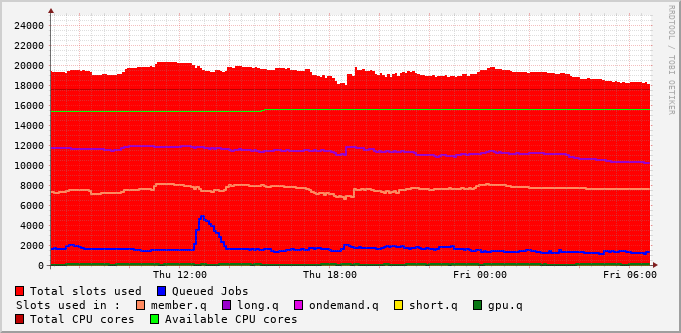 24000
22000
20000
18000
16000
14000
12000
10000
8000
6000
4000
2000
0
Thu 12:00 Thu 18:00 Fri 00:00 Fri 06:00
RRDTOOL / TOBI OETIKER
Total slots used Queued Jobs
Slots used in : member.q long.q ondemand.q short.q gpu.q
Total CPU cores Available CPU cores